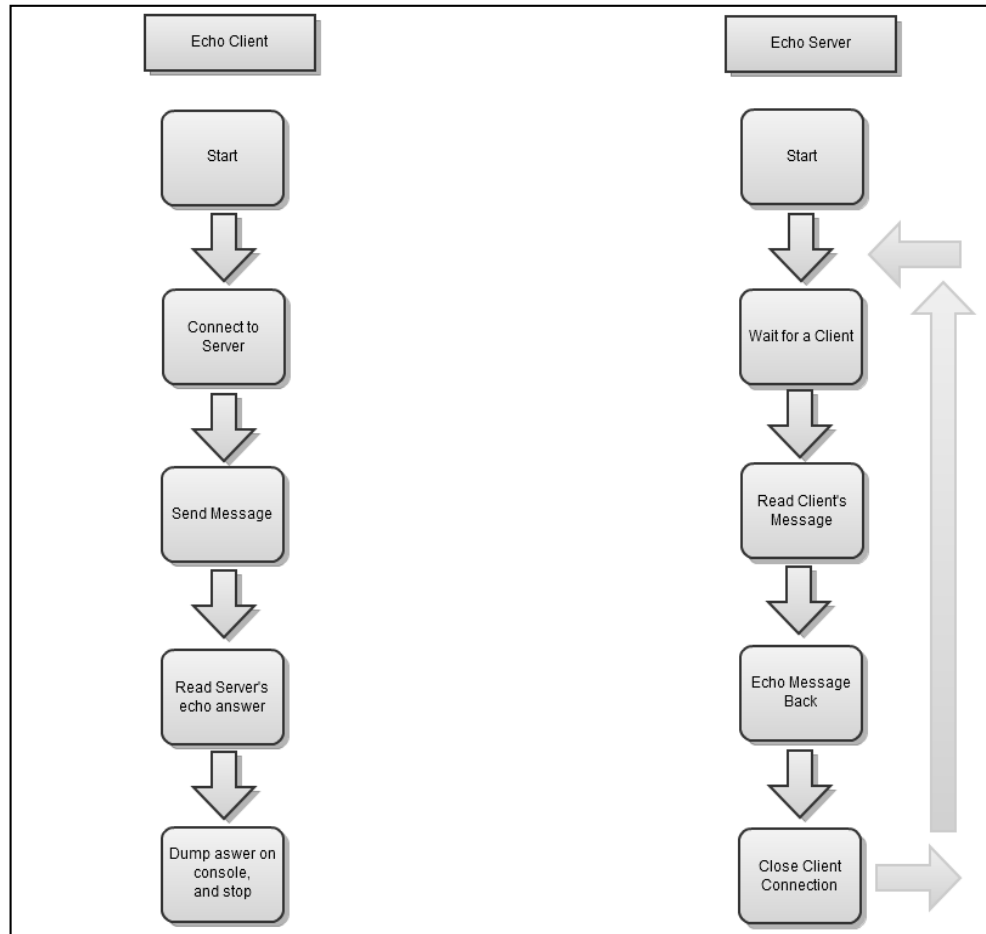 Echo Client
Start
Connect to
Server
Send Message
Read Server's
echo answer
Dump aswer on
console,
and stop
Echo Server
Start
Wait for a Client
Read Client's
Message
Echo Message
Back
Close Client
Connection